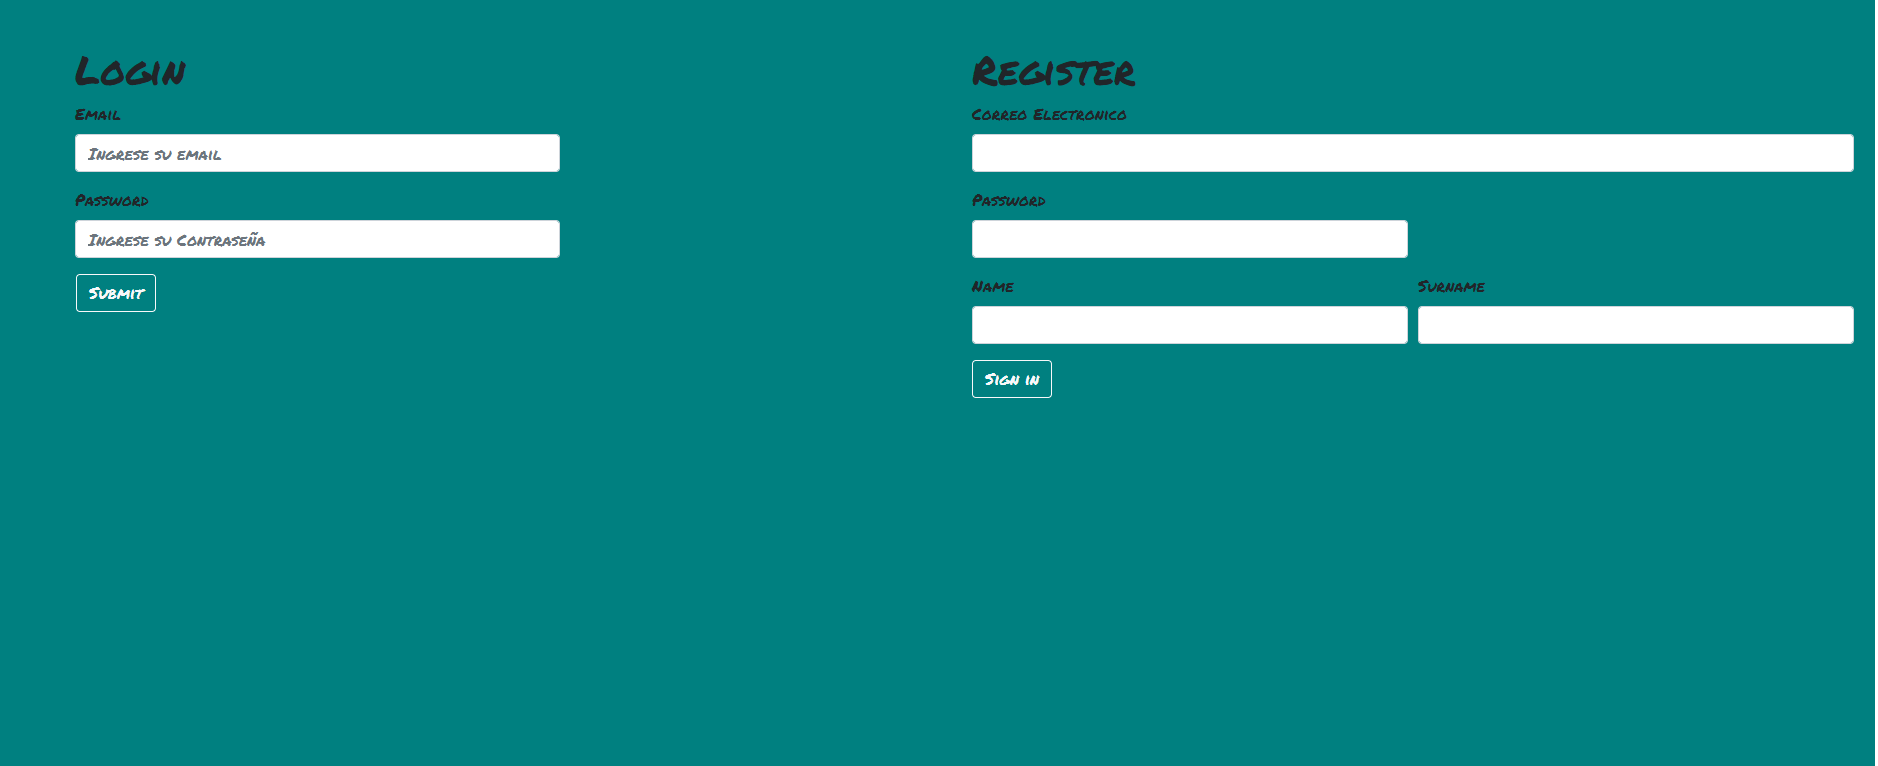 Login
Email
Ingrese su email
Password
Ingrese su Contraseña
Submit
Register
Correo Electronico
Password
Name
Surname
Sign in